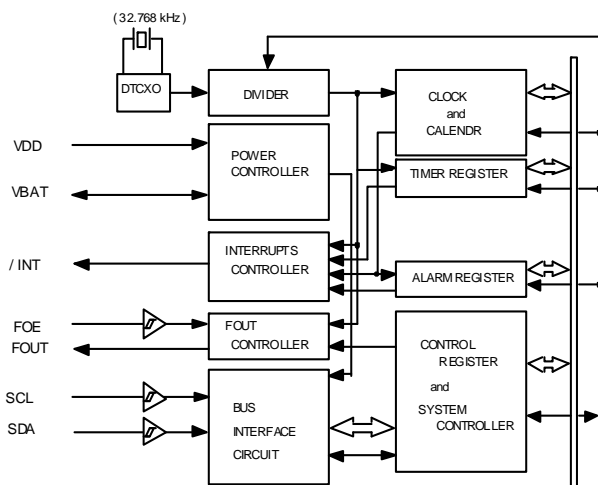 ( 32.768 kHz )
DTCXO
DIVIDER
CLOCK
and
CALENDR
VDD
POWER
CONTROLLER
VBAT
TIMER REGISTER
/ INT
INTERRUPTS
CONTROLLER
ALARM REGISTER
FOE
FOUT
FOUT
CONTROLLER
CONTROL
REGISTER
and
SYSTEM
CONTROLLER
SCL
SDA
BUS
INTERFACE
CIRCUIT